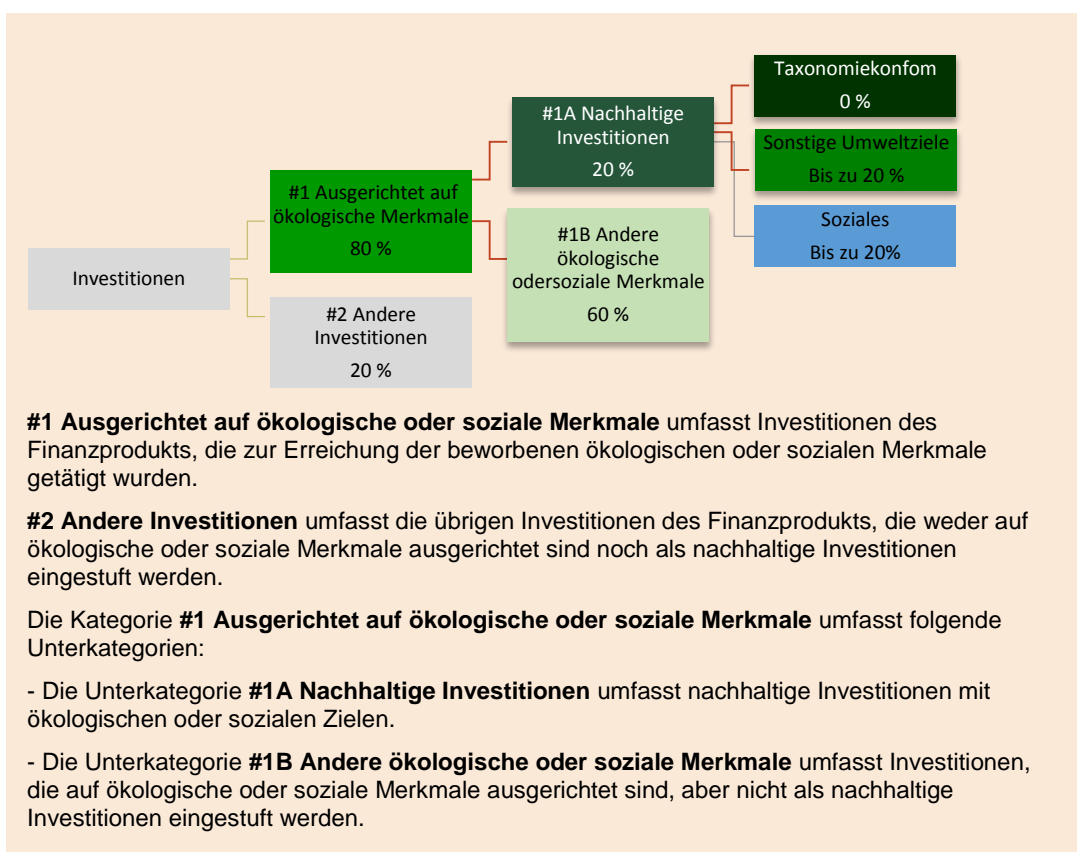 Taxonomiekonfom
0 %
#1A Nachhaltige
Investitionen
20 %
Sonstige Umweltziele
Bis zu 20 %
#1 Ausgerichtet auf
ökologische Merkmale
80 %
Soziales
Bis zu 20%
#1B Andere
ökologische
odersoziale Merkmale
60 %
Investitionen
#2 Andere
Investitionen
20 %
#1 Ausgerichtet auf ökologische oder soziale Merkmale umfasst Investitionen des
Finanzprodukts, die zur Erreichung der beworbenen ökologischen oder sozialen Merkmale
getätigt wurden.
#2 Andere Investitionen umfasst die übrigen Investitionen des Finanzprodukts, die weder auf
ökologische oder soziale Merkmale ausgerichtet sind noch als nachhaltige Investitionen
eingestuft werden.
Die Kategorie #1 Ausgerichtet auf ökologische oder soziale Merkmale umfasst folgende
Unterkategorien:
- Die Unterkategorie #1A Nachhaltige Investitionen umfasst nachhaltige Investitionen mit
ökologischen oder sozialen Zielen.
- Die Unterkategorie #1B Andere ökologische oder soziale Merkmale umfasst Investitionen,
die auf ökologische oder soziale Merkmale ausgerichtet sind, aber nicht als nachhaltige
Investitionen eingestuft werden.